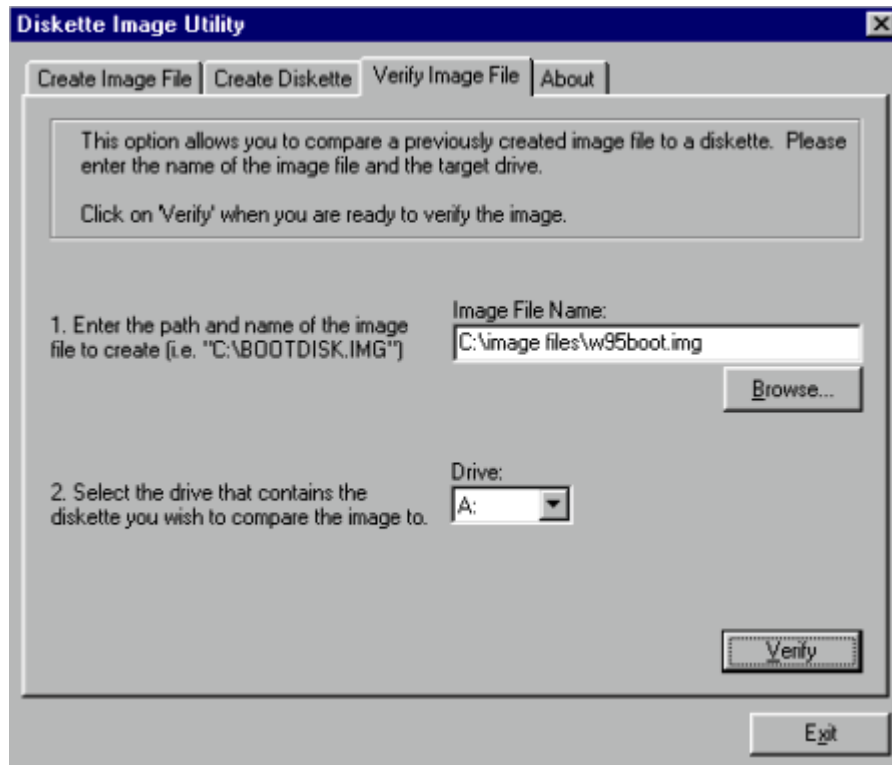 Diskette Image Utility
Create Image File
Create Diskette
Verify Image File
About
This option allows you to compare a previously created image file to a diskette. Please
enter the name of the image file and the target drive.
Click on 'Verify' when you are ready to verify the image.
1. Enter the path and name of the image
file to create (i.e. "C:\BOOTDISK.IMG")
Image File Name:
C:\image files\w95boot.img
Browse...
2. Select the drive that contains the
diskette you wish to compare the image to.
Drive:
A:
Verify
Exit